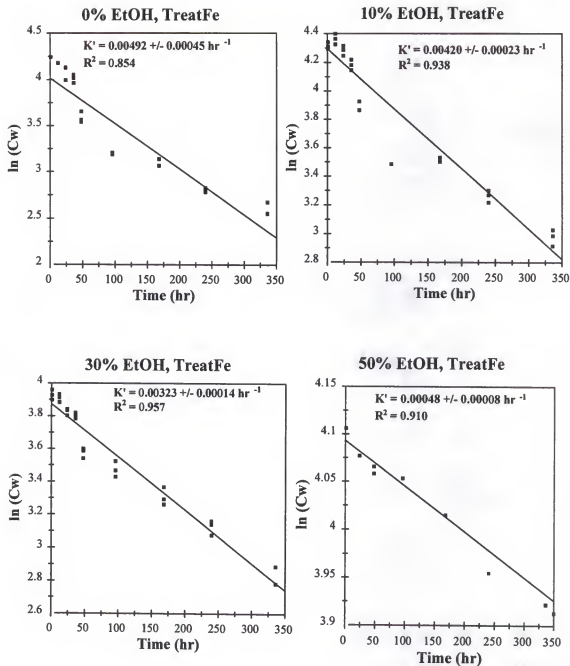 0% EtOH, TreatFe
K' = 0.00492 +/- 0.00045 hr -1
R2 = 0.854
ln (Cw)
4.5
4
3.5
3
2.5
2
0 50 100 150 200 250 300 350
Time (hr)
10% EtOH, TreatFe
K' = 0.00420 +/- 0.00023 hr -1
R2 = 0.938
ln (Cw)
4.4
4.2
4
3.8
3.6
3.4
3.2
3
2.8
0 50 100 150 200 250 300 350
Time (hr)
30% EtOH, TreatFe
K' = 0.00323 +/- 0.00014 hr -1
R2 = 0.957
ln (Cw)
4
3.8
3.6
3.4
3.2
3
2.8
2.6
0 50 100 150 200 250 300 350
Time (hr)
50% EtOH, TreatFe
K' = 0.00048 +/- 0.00008 hr -1
R2 = 0.910
ln (Cw)
4.15
4.1
4.05
4
3.95
3.9
0 50 100 150 200 250 300 350
Time (hr)